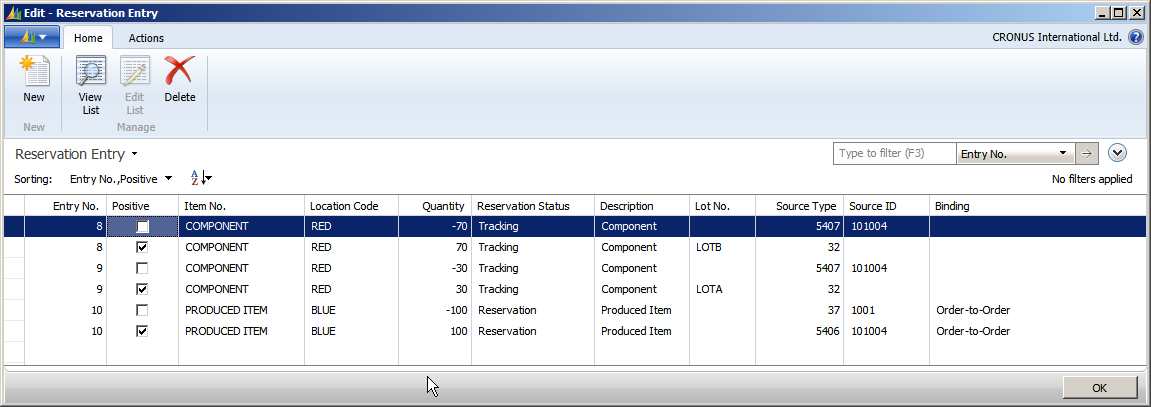 Edit - Reservation Entry
Home Actions CRONUS International Ltd.
New View List Edit List Delete
New Manage
Reservation Entry Type to filter (F3) Entry No.
Sorting: Entry No.,Positive No filters applied
Entry No. Positive Item No. Location Code Quantity Reservation Status Description Lot No. Source Type Source ID Binding
8 COMPONENT RED -70 Tracking Component 5407 101004
8 COMPONENT RED 70 Tracking Component LOTB 32
9 COMPONENT RED -30 Tracking Component 5407 101004
9 COMPONENT RED 30 Tracking Component LOTA 32
10 PRODUCED ITEM BLUE -100 Reservation Produced Item 37 1001 Order-to-Order
10 PRODUCED ITEM BLUE 100 Reservation Produced Item 5406 101004 Order-to-Order
OK